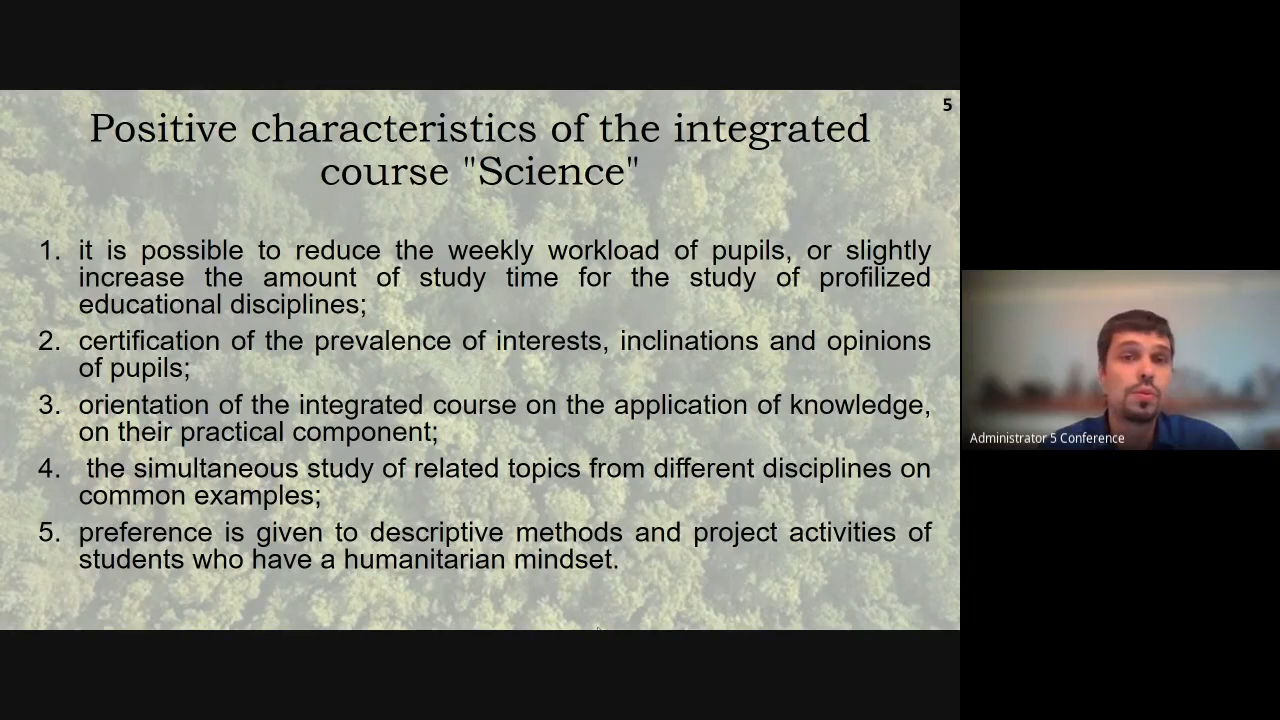 5
Positive characteristics of the integrated
course "Science"
1. it is possible to reduce the weekly workload of pupils, or slightly
increase the amount of study time for the study of profilized
educational disciplines;
2. certification of the prevalence of interests, inclinations and opinions
of pupils;
3. orientation of the integrated course on the application of knowledge,
on their practical component;
4. the simultaneous study of related topics from different disciplines on
common examples;
5. preference is given to descriptive methods and project activities of
students who have a humanitarian mindset.
Administrator 5 Conference